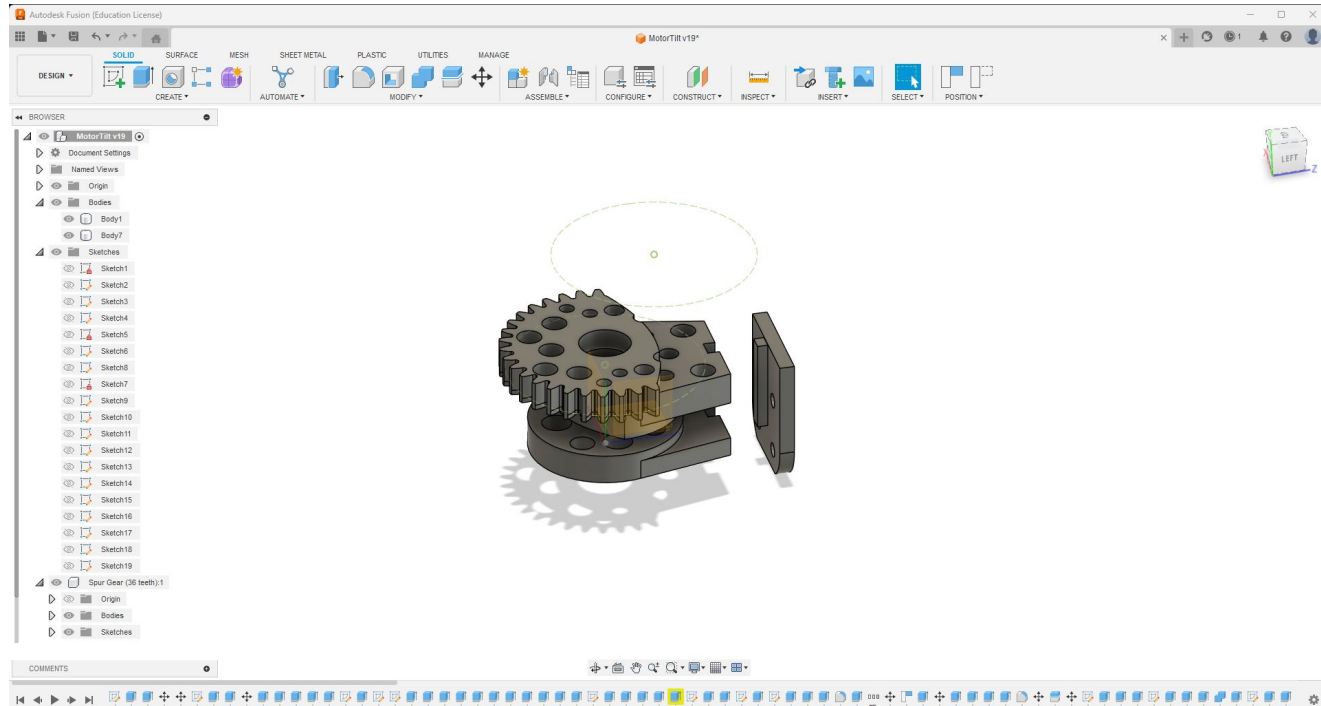 Autodesk Fusion (Education License)
MotorTilt v19*
1
SOLID SURFACE MESH SHEET METAL PLASTIC UTILITIES MANAGE
DESIGN
CREATE AUTOMATE MODIFY ASSEMBLE CONFIGURE CONSTRUCT INSPECT INSERT SELECT POSITION
BROWSER
MotorTilt v19
Document Settings
Named Views
Origin
Bodies
Body1
Body7
Sketches
Sketch1
Sketch2
Sketch3
Sketch4
Sketch5
Sketch6
Sketch8
Sketch7
Sketch9
Sketch10
Sketch11
Sketch12
Sketch13
Sketch14
Sketch15
Sketch16
Sketch17
Sketch18
Sketch19
Spur Gear (36 teeth):1
Origin
Bodies
Sketches
LEFT
Z
COMMENTS